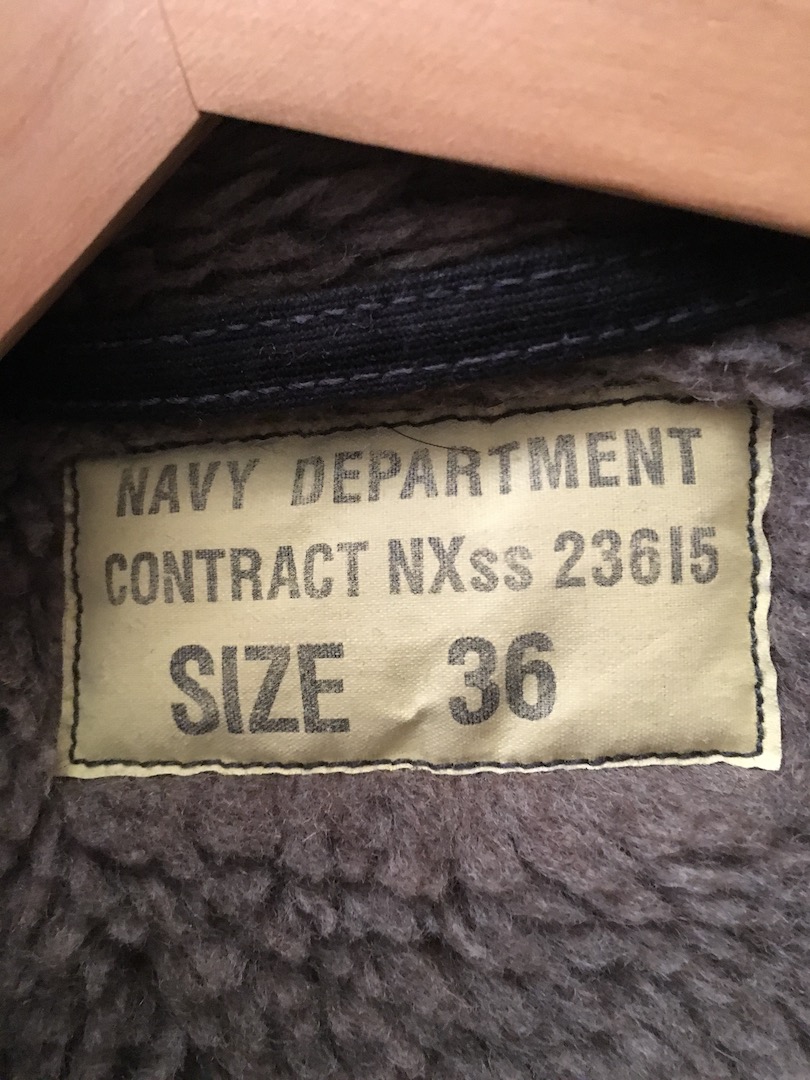 NAVY DEPARTMENT
CONTRACT NXss 23615
SIZE 36